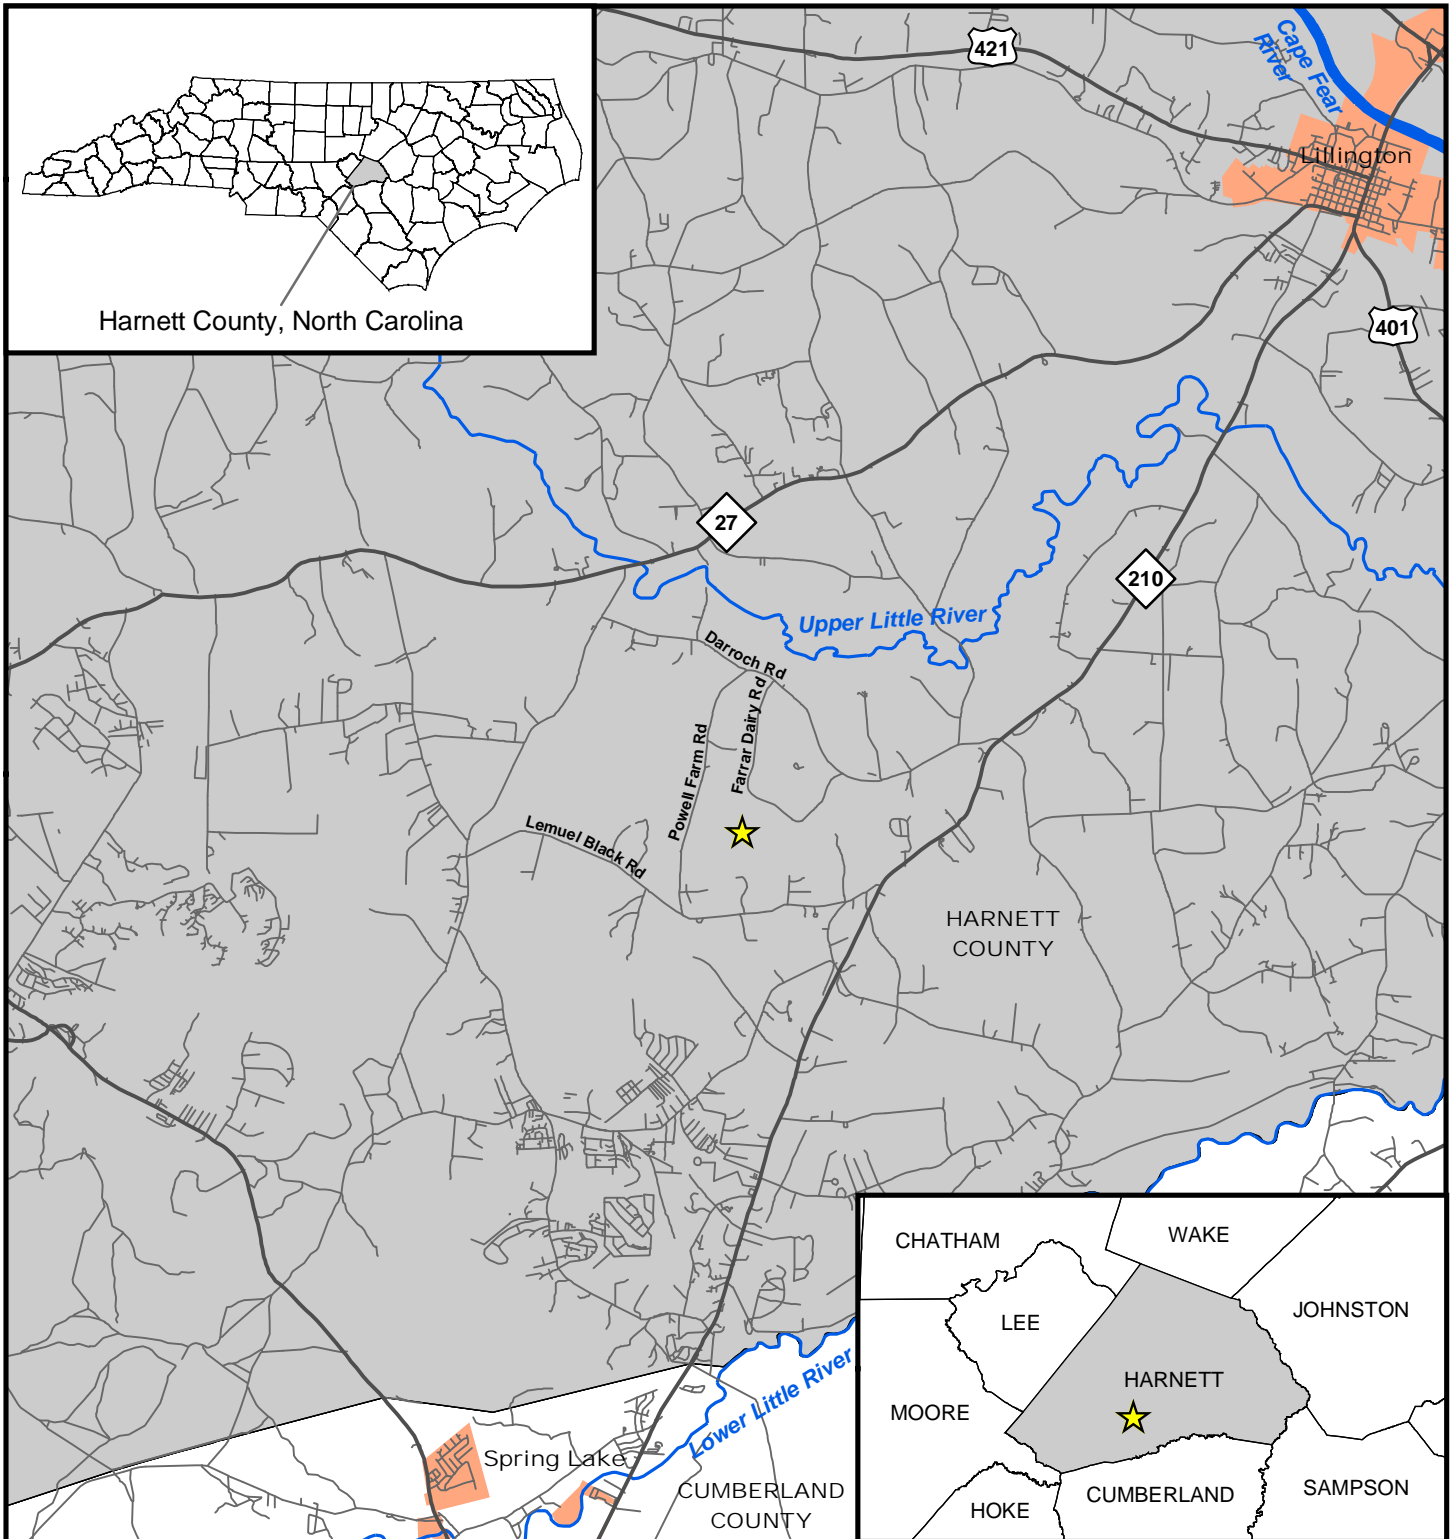 Harnett County, North Carolina
421
Cape Fear
River
Lillington
401
27
210
Upper Little River
Darroch Rd
Farrar Dairy Rd
Powell Farm Rd
Lemuel Black Rd
HARNETT
COUNTY
Lower Little River
Spring Lake
CUMBERLAND
COUNTY
CHATHAM
WAKE
LEE
JOHNSTON
HARNETT
MOORE
HOKE
CUMBERLAND
SAMPSON